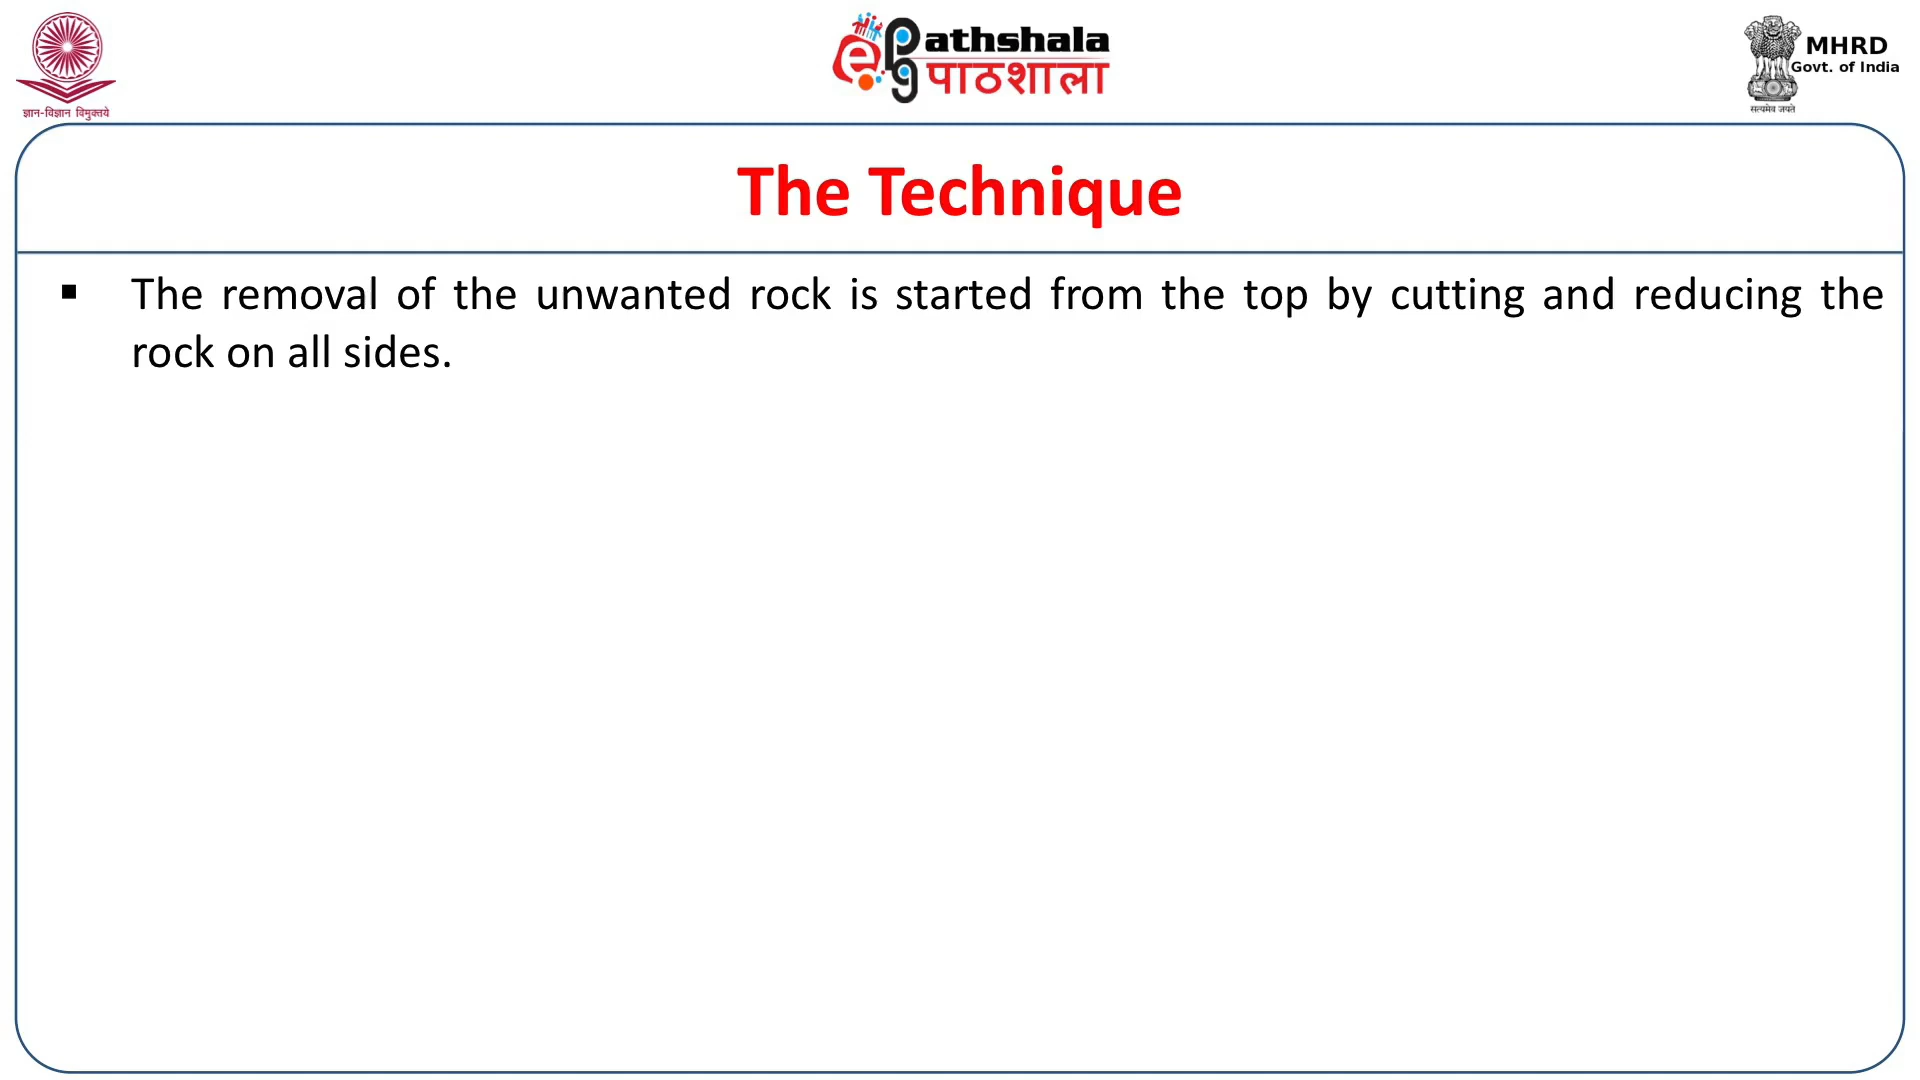 ज्ञान-विज्ञान विमुक्तये
ePathshala
पाठशाला
MHRD
Govt. of India
सत्यमेव जयते
The Technique
▪ The removal of the unwanted rock is started from the top by cutting and reducing the
rock on all sides.